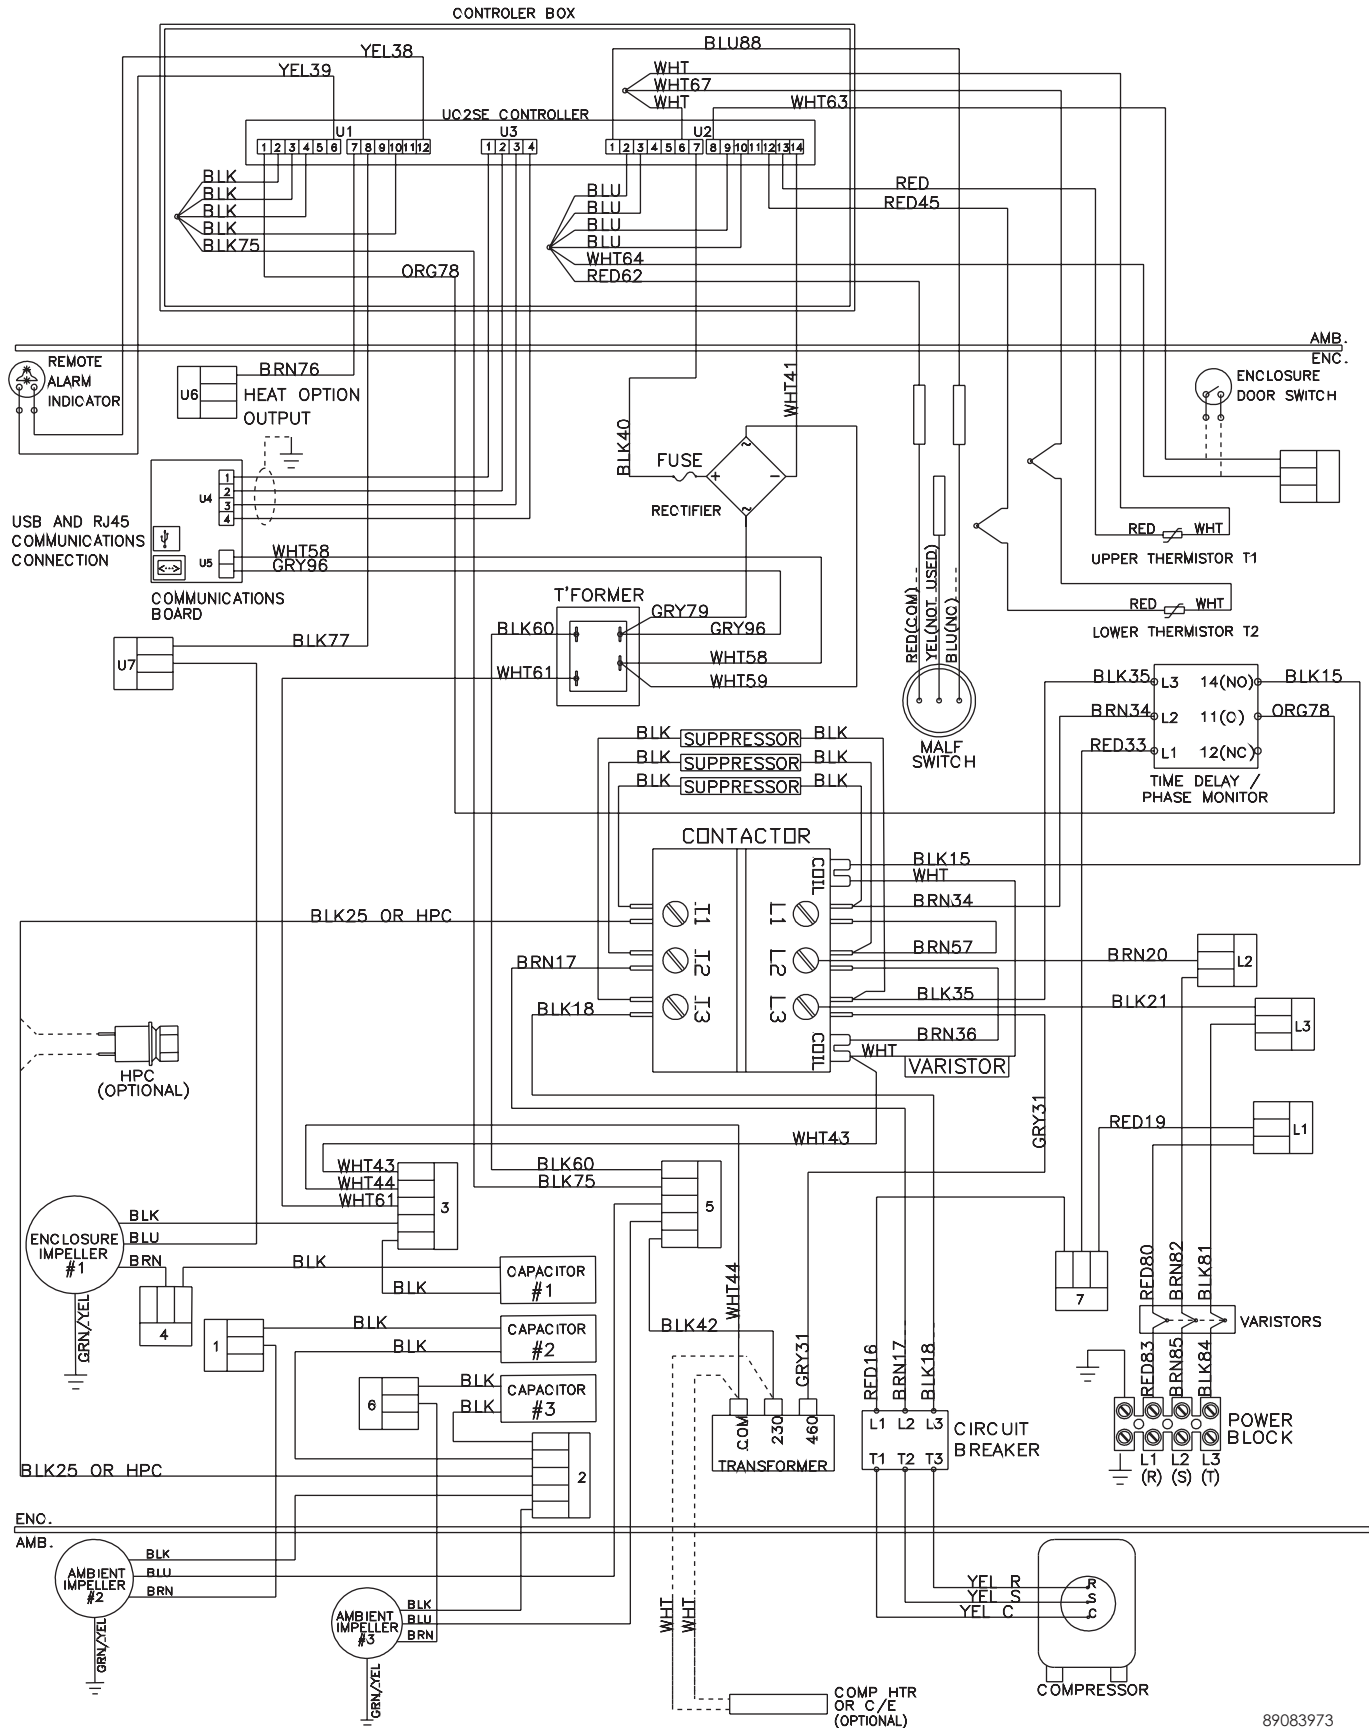 CONTROLER BOX
BLU88
YEL38
YEL39
WHT
WHT67
WHT
WHT63
UC2SE CONTROLLER
U1
U3
U2
1 2 3 4 5 6 7 8 9 10 11 12
1 2 3 4
1 2 3 4 5 6 7 8 9 10 11 12 13 14
BLK
BLK
BLK
BLK
BLK75
ORG78
BLU
BLU
BLU
BLU
WHT64
RED62
RED
RED45
AMB.
ENC.
REMOTE
ALARM
INDICATOR
BRN76
U6
HEAT OPTION
OUTPUT
ENCLOSURE
DOOR SWITCH
BLK40
WHT41
FUSE
~
+
-
~
RECTIFIER
U4
1
2
3
4
U5
USB AND RJ45
COMMUNICATIONS
CONNECTION
WHT58
GRY96
COMMUNICATIONS
BOARD
RED
WHT
UPPER THERMISTOR T1
RED
WHT
LOWER THERMISTOR T2
T'FORMER
GRY79
BLK60
GRY96
WHT58
WHT61
WHT59
BLK77
U7
RED(COM)
YEL(NOT USED)
BLU(NC)
MALF
SWITCH
BLK35
L3
14(NO)
BLK15
BRN34
L2
11(C)
ORG78
RED33
L1
12(NC)
TIME DELAY /
PHASE MONITOR
BLK
SUPPRESSOR
BLK
BLK
SUPPRESSOR
BLK
BLK
SUPPRESSOR
BLK
CONTACTOR
COIL
BLK15
WHT
BRN34
T1
L1
BLK25 OR HPC
BRN57
T2
L2
BRN17
BRN20
L2
T3
L3
BLK18
BLK35
BLK21
L3
COIL
BRN36
WHT
VARISTOR
HPC
(OPTIONAL)
WHT43
GRY31
RED19
L1
WHT43
WHT44
WHT61
3
BLK60
BLK75
5
ENCLOSURE
IMPELLER
#1
BLK
BLU
BRN
GRN/YEL
4
BLK
BLK
CAPACITOR
#1
WHT44
7
RED80
BRN82
BLK81
VARISTORS
1
BLK
BLK
CAPACITOR
#2
BLK42
6
BLK
BLK
CAPACITOR
#3
GRY31
RED16
BRN17
BLK18
RED83
BRN85
BLK84
COM
230
460
TRANSFORMER
L1 L2 L3
T1 T2 T3
CIRCUIT
BREAKER
POWER
BLOCK
L1
(R)
L2
(S)
L3
(T)
BLK25 OR HPC
2
ENC.
AMB.
AMBIENT
IMPELLER
#2
BLK
BLU
BRN
GRN/YEL
AMBIENT
IMPELLER
#3
BLK
BLU
BRN
GRN/YEL
WHT
WHT
YEL R
YEL S
YEL C
R
S
C
COMPRESSOR
COMP HTR
OR C/E
(OPTIONAL)
89083973